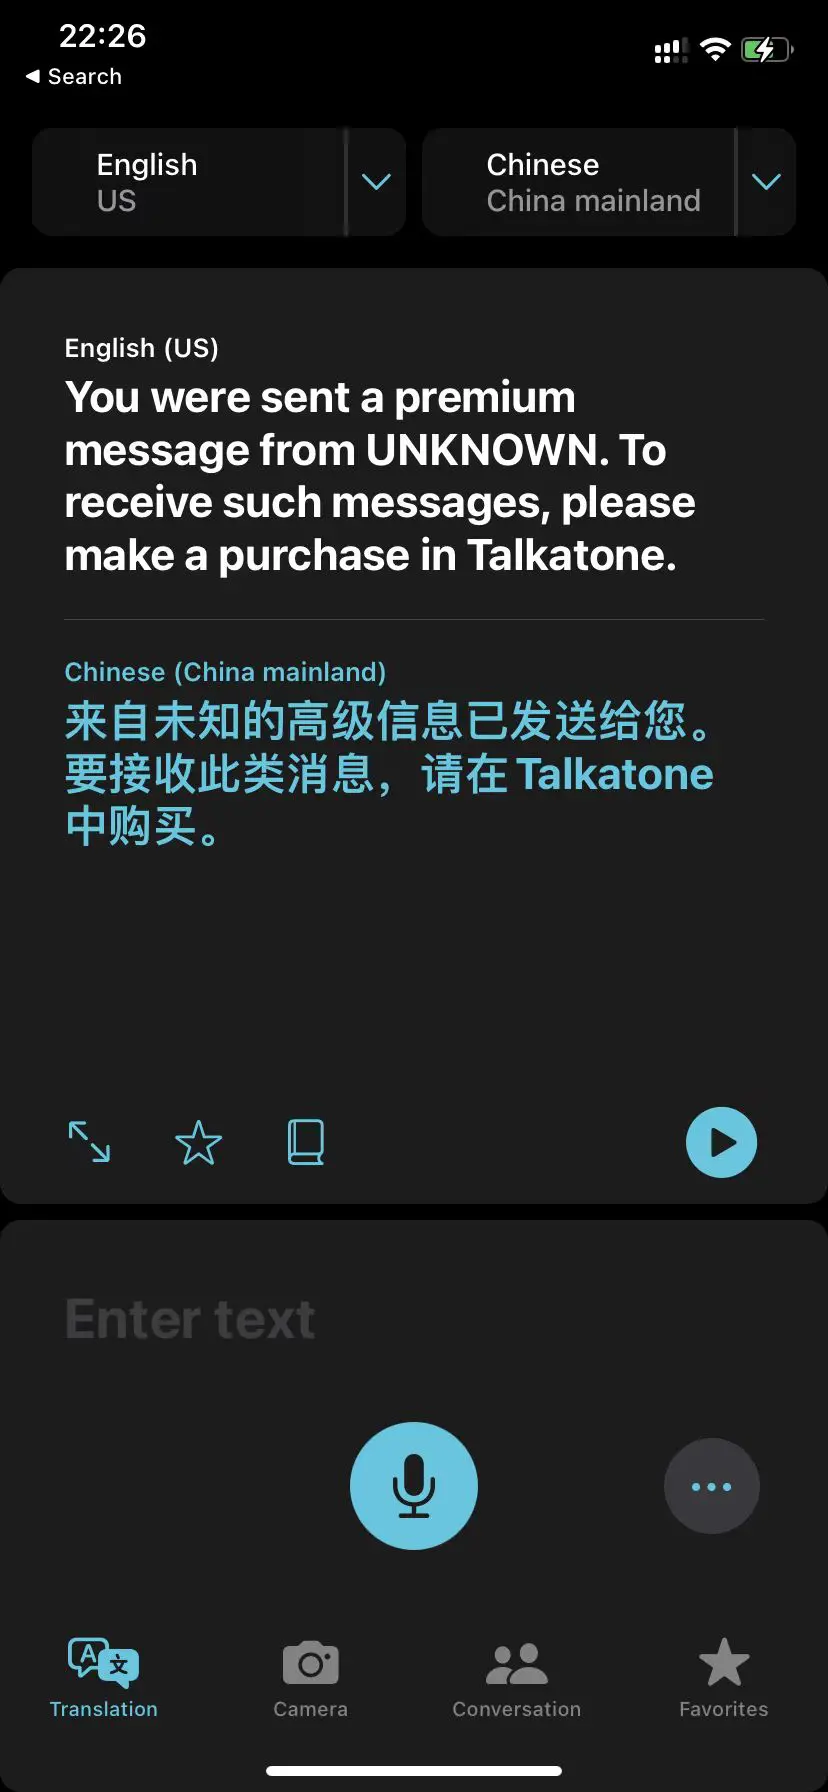 22:26
◀ Search
English
US
Chinese
China mainland
English (US)
You were sent a premium
message from UNKNOWN. To
receive such messages, please
make a purchase in Talkatone.
Chinese (China mainland)
来自未知的高级信息已发送给您。
要接收此类消息，请在 Talkatone
中购买。
Enter text
A 文
Translation
Camera
Conversation
Favorites